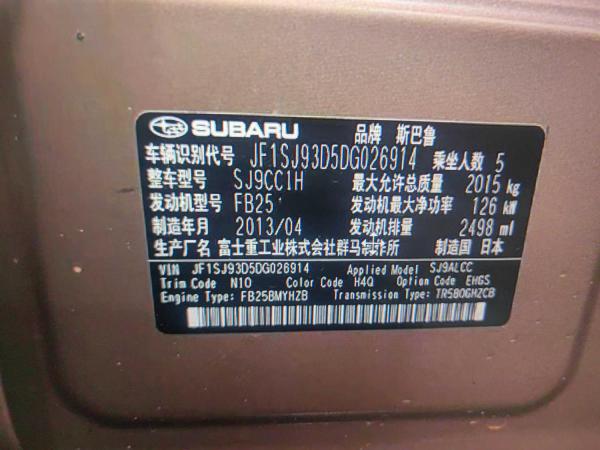 SUBARU 品牌 斯巴鲁
车辆识别代号 JF1SJ93D5DG026914 乘坐人数 5
整车型号 SJ9CC1H 最大允许总质量 2015 kg
发动机型号 FB25 发动机最大净功率 126 kW
制造年月 2013/04 发动机排量 2498 ml
生产厂名 富士重工业株式会社群马制作所 制造国 日本
VIN JF1SJ93D5DG026914 Applied Model SJ9ALCC
Trim Code N10 Color Code H4Q Option Code EHGS
Engine Type: FB25BMYHZB Transmission Type: TR580GHZCB